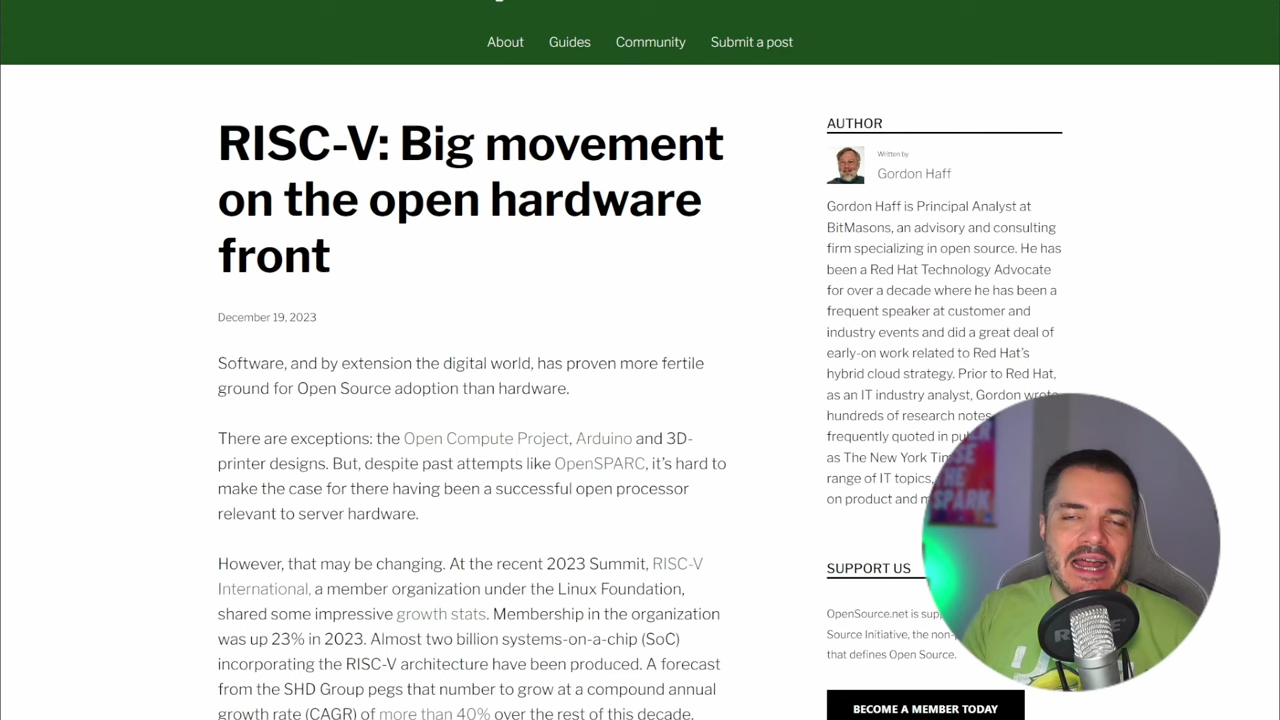 About Guides Community Submit a post
RISC-V: Big movement
on the open hardware
front
December 19, 2023
Software, and by extension the digital world, has proven more fertile
ground for Open Source adoption than hardware.
There are exceptions: the Open Compute Project, Arduino and 3D-
printer designs. But, despite past attempts like OpenSPARC, it's hard to
make the case for there having been a successful open processor
relevant to server hardware.
However, that may be changing. At the recent 2023 Summit, RISC-V
International, a member organization under the Linux Foundation,
shared some impressive growth stats. Membership in the organization
was up 23% in 2023. Almost two billion systems-on-a-chip (SoC)
incorporating the RISC-V architecture have been produced. A forecast
from the SHD Group pegs that number to grow at a compound annual
growth rate (CAGR) of more than 40% over the rest of this decade.
AUTHOR
Written by
Gordon Haff
Gordon Haff is Principal Analyst at
BitMasons, an advisory and consulting
firm specializing in open source. He has
been a Red Hat Technology Advocate
for over a decade where he has been a
frequent speaker at customer and
industry events and did a great deal of
early-on work related to Red Hat's
hybrid cloud strategy. Prior to Red Hat,
as an IT industry analyst, Gordon wrote
hundreds of research notes
frequently quoted in
as The New York
range of IT topics,
on product and
SUPPORT US
OpenSource.net is
Source Initiative, the
that defines Open Source.
BECOME A MEMBER TODAY
THE
SPARK